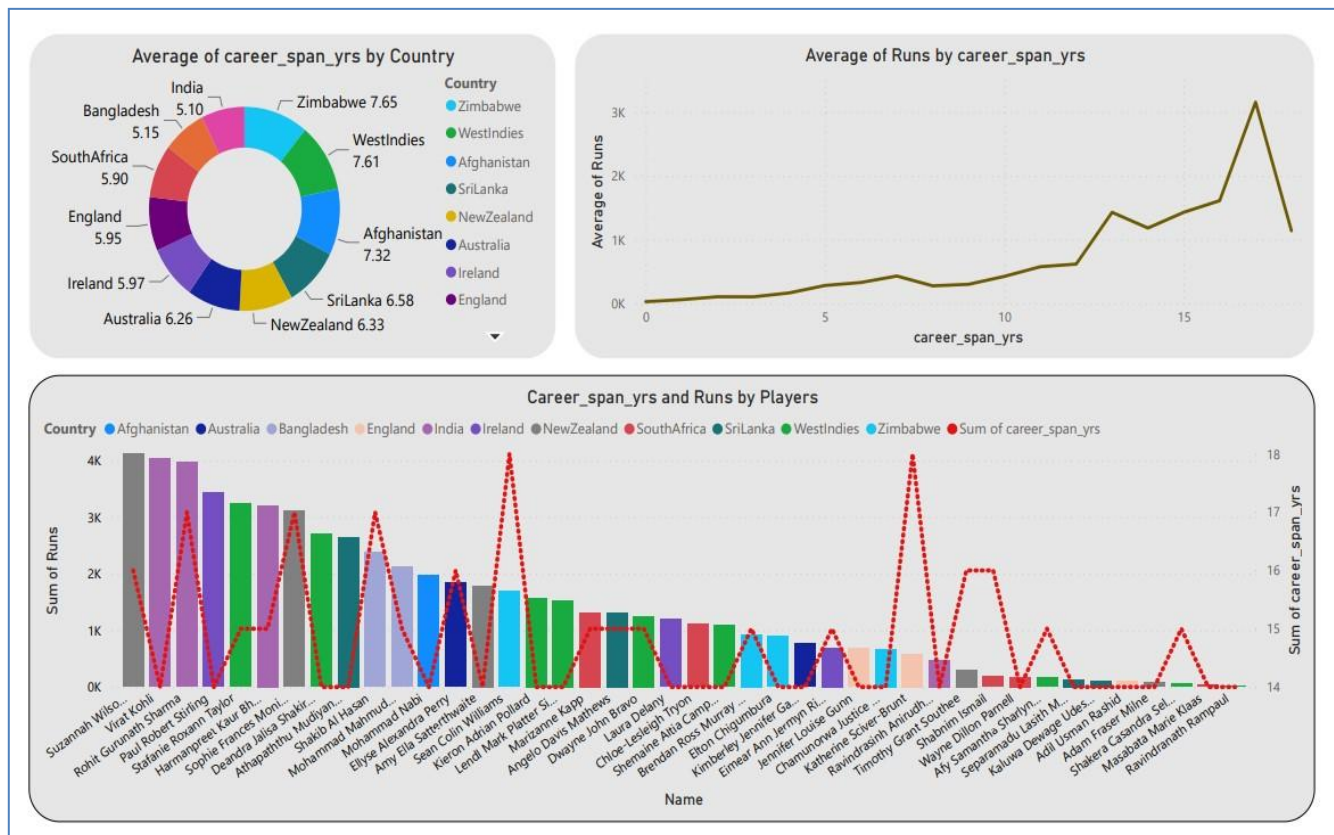 Average of career_span_yrs by Country
India
5.10
Bangladesh
5.15
SouthAfrica
5.90
England
5.95
Ireland 5.97
Australia 6.26
Zimbabwe 7.65
WestIndies
7.61
Afghanistan
7.32
SriLanka 6.58
NewZealand 6.33
Country
Zimbabwe
WestIndies
Afghanistan
SriLanka
NewZealand
Australia
Ireland
England
Average of Runs by career_span_yrs
Average of Runs
3K
2K
1K
0K
0
5
10
15
career_span_yrs
Career_span_yrs and Runs by Players
Country Afghanistan Australia Bangladesh England India Ireland NewZealand SouthAfrica SriLanka WestIndies Zimbabwe Sum of career_span_yrs
Sum of Runs
4K
3K
2K
1K
0K
18
17
16
15
14
Sum of career_span_yrs
Suzannah Wilso...
Virat Kohli
Rohit Gurunath Sharma
Paul Robert Stirling
Stafanie Roxann Taylor
Harmanpreet Kaur Bh...
Sophie Frances Moni...
Deandra Jalisa Shakir...
Athapaththu Mudiyan...
Shakib Al Hasan
Mohammad Mahmud...
Mohammad Nabi
Ellyse Alexandra Perry
Amy Ella Satterthwaite
Sean Colin Williams
Kieron Adrian Pollard
Lendl Mark Platter Si...
Marizanne Kapp
Angelo Davis Mathews
Dwayne John Bravo
Laura Delany
Chloe-Lesleigh Tryon
Shemaine Altia Camp...
Brendan Ross Murray ...
Elton Chigumbura
Kimberley Jennifer Ga...
Eimear Ann Jermyn Ri...
Jennifer Louise Gunn
Chamunorwa Justice ...
Katherine Sciver-Brunt
Ravindrasinh Anirudh...
Timothy Grant Southee
Shabnim Ismail
Wayne Dillon Parnell
Afy Samantha Sharlyn...
Separamadu Lasith M...
Kaluwa Dewage Udes...
Adil Usman Rashid
Adam Fraser Milne
Shakera Casandra Sel...
Masabata Marie Klaas
Ravindranath Rampaul
Name